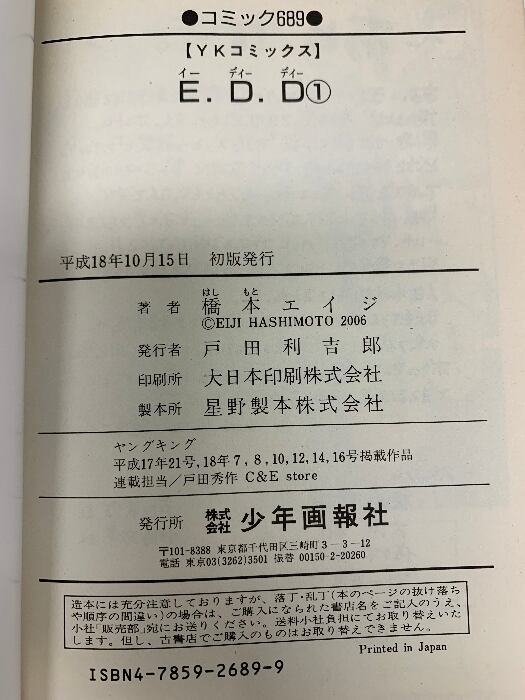 ●コミック689●
【YKコミックス】
イー ディー ディー
E. D. D①
平成18年10月15日 初版発行
はし もと
著者 橋本エイジ
©EIJI HASHIMOTO 2006
発行者 戸田利吉郎
印刷所 大日本印刷株式会社
製本所 星野製本株式会社
ヤングキング
平成17年21号,18年7,8,10,12,14,16号掲載作品
連載担当/戸田秀作 C&E store
発行所 株式会社 少年画報社
〒101-8388 東京都千代田区三崎町3-3-12
電話 東京03(3262)3501 振替 00150-2-20260
造本には充分注意しておりますが、落丁・乱丁(本のページの抜け落ち
や順序の間違い)の場合は、ご購入になられた書店名をご記入のうえ、
小社「販売部」宛にお送りください。送料小社負担にてお取り替えいた
します。但し、古書店でご購入のものはお取り替えできません。
Printed in Japan
ISBN4-7859-2689-9